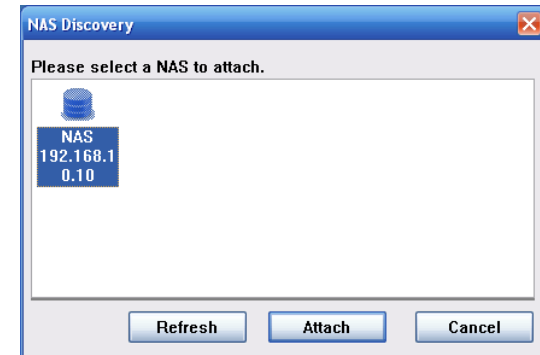 NAS Discovery
Please select a NAS to attach.
NAS
192.168.1
0.10
Refresh Attach Cancel